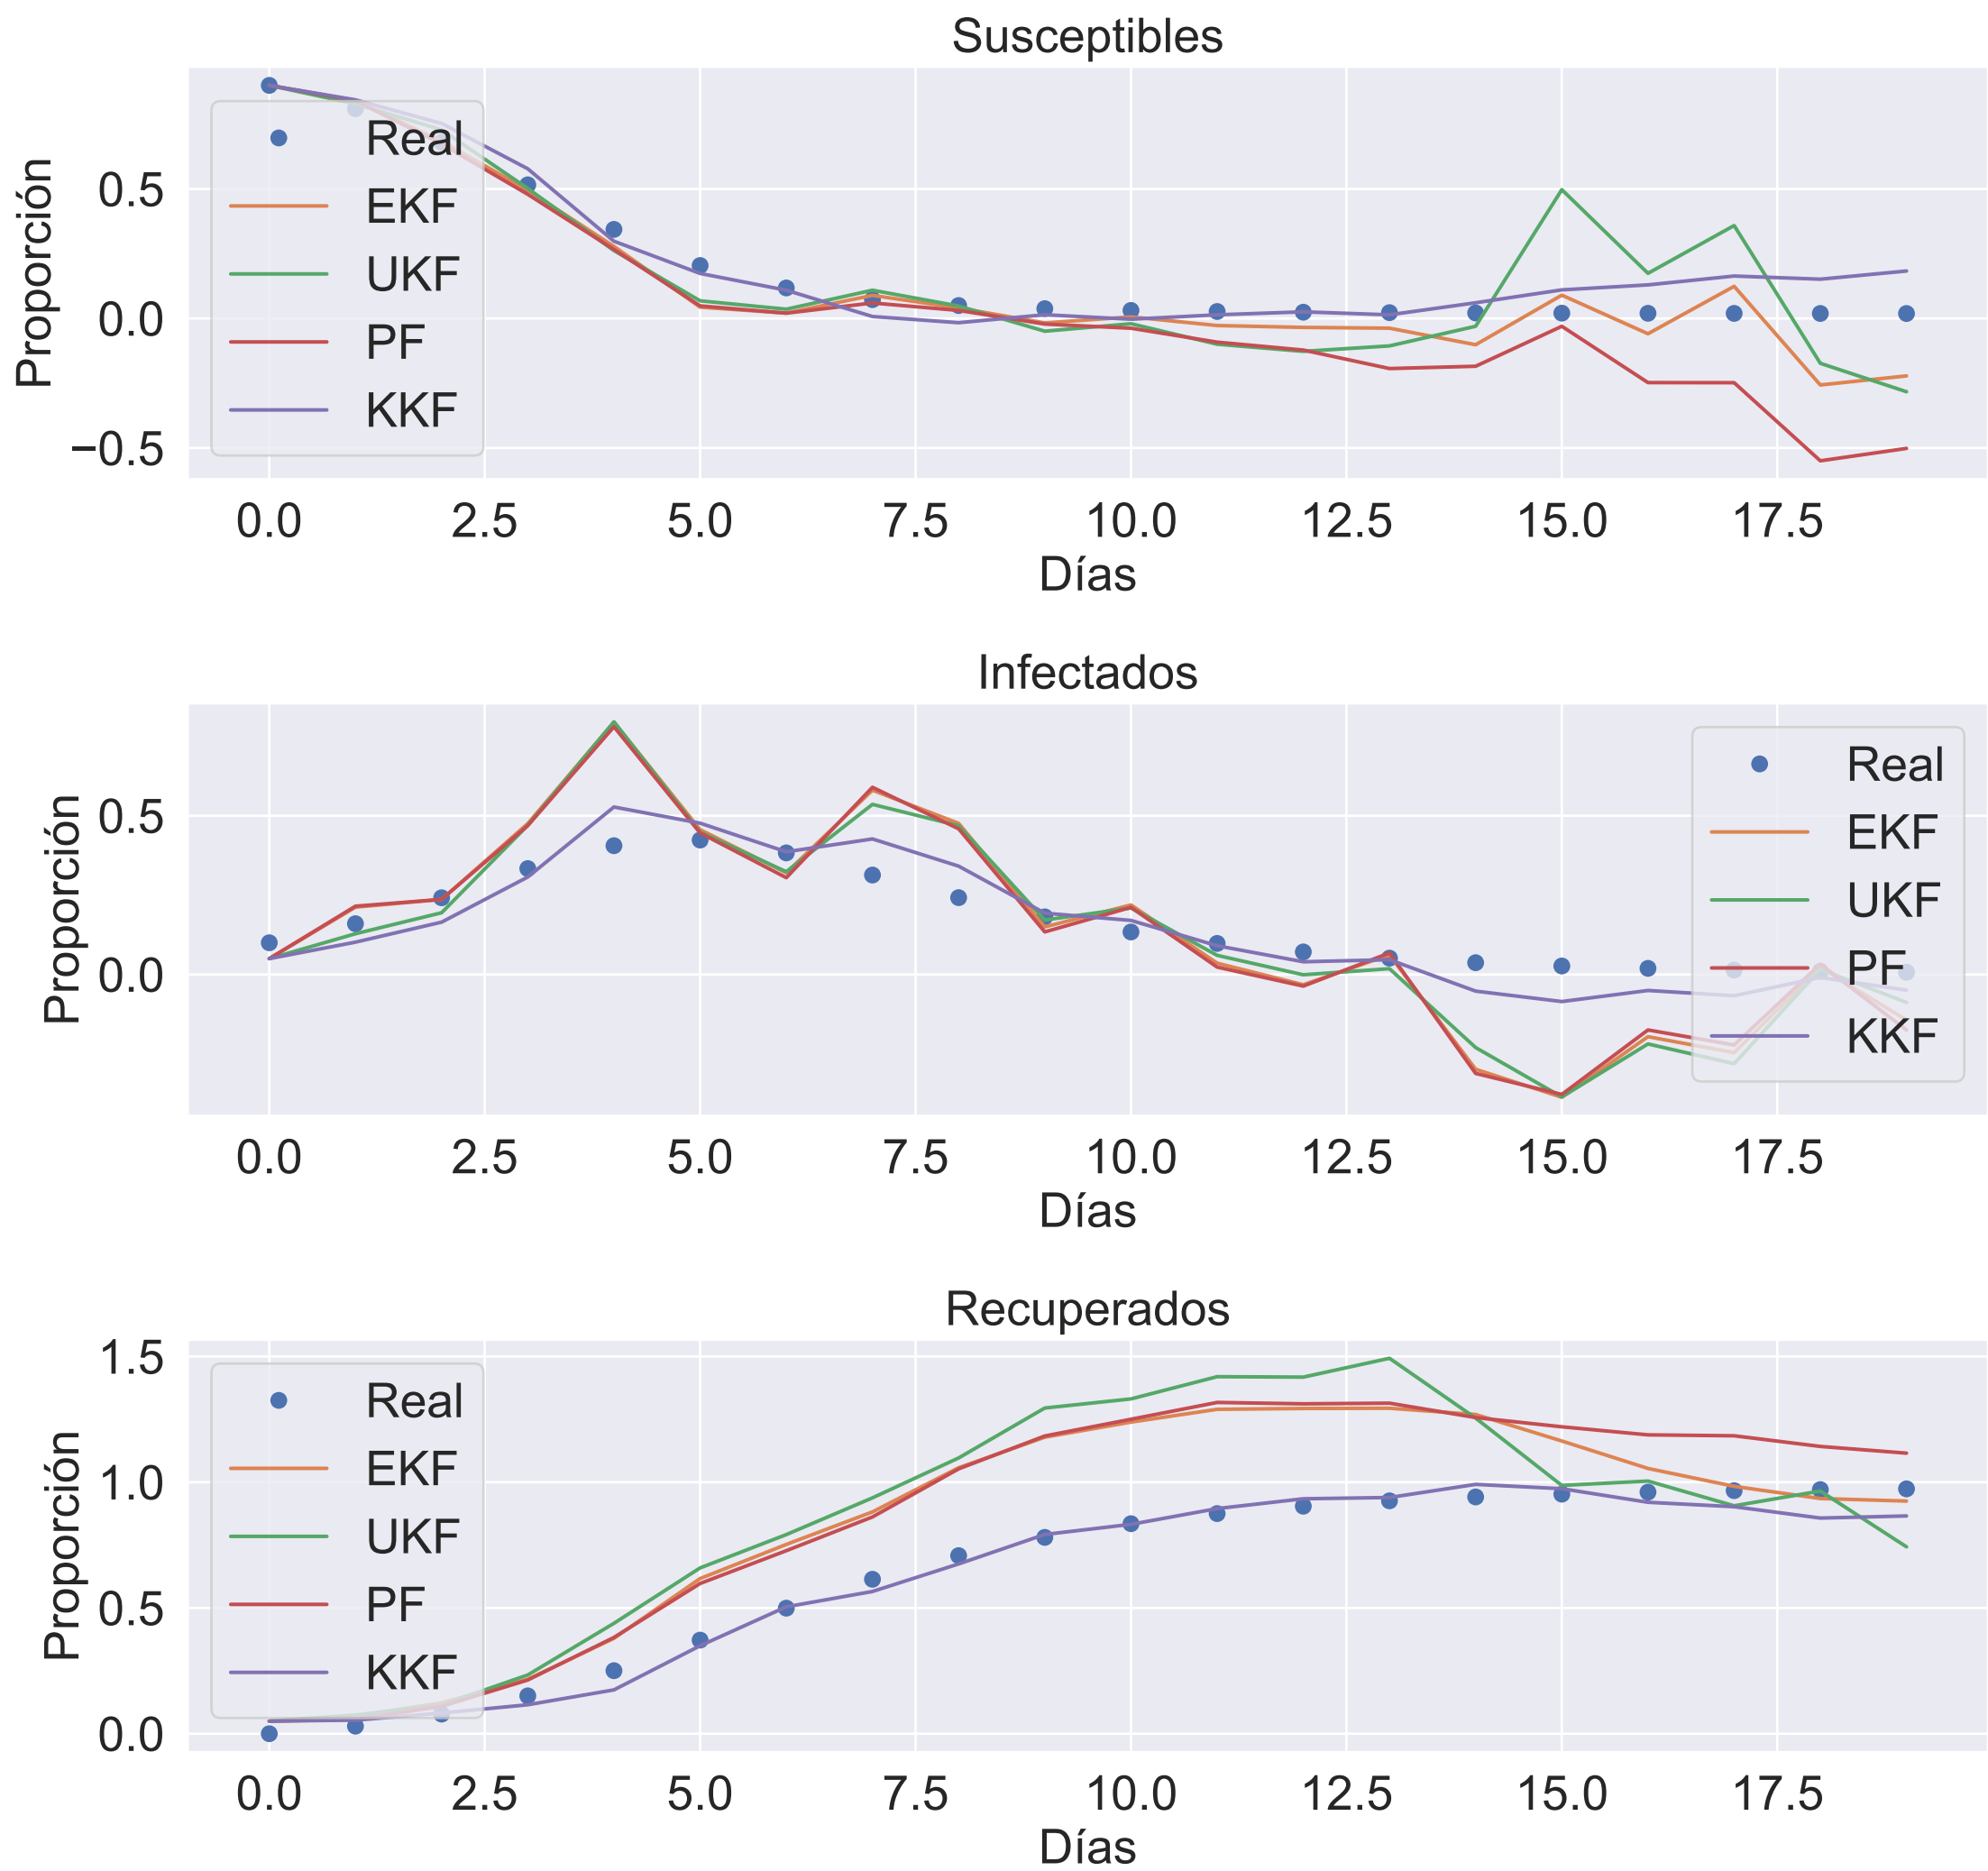 Susceptibles
Proporción
0.5
0.0
−0.5
Real
EKF
UKF
PF
KKF
0.0 2.5 5.0 7.5 10.0 12.5 15.0 17.5
Días
Infectados
Proporción
0.5
0.0
Real
EKF
UKF
PF
KKF
0.0 2.5 5.0 7.5 10.0 12.5 15.0 17.5
Días
Recuperados
Proporción
1.5
1.0
0.5
0.0
Real
EKF
UKF
PF
KKF
0.0 2.5 5.0 7.5 10.0 12.5 15.0 17.5
Días